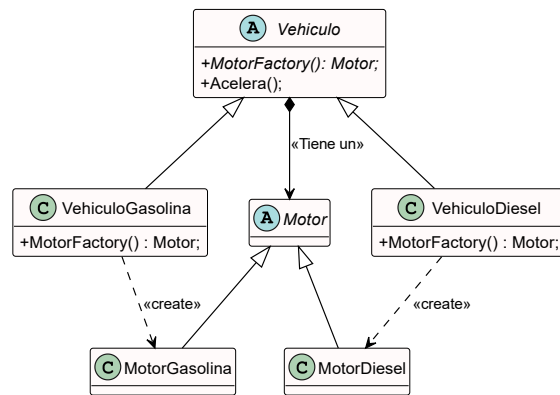 A Vehiculo
+MotorFactory(): Motor;
+Acelera();
«Tiene un»
C VehiculoGasolina
+MotorFactory() : Motor;
A Motor
C VehiculoDiesel
+MotorFactory() : Motor;
«create»
«create»
C MotorGasolina
C MotorDiesel